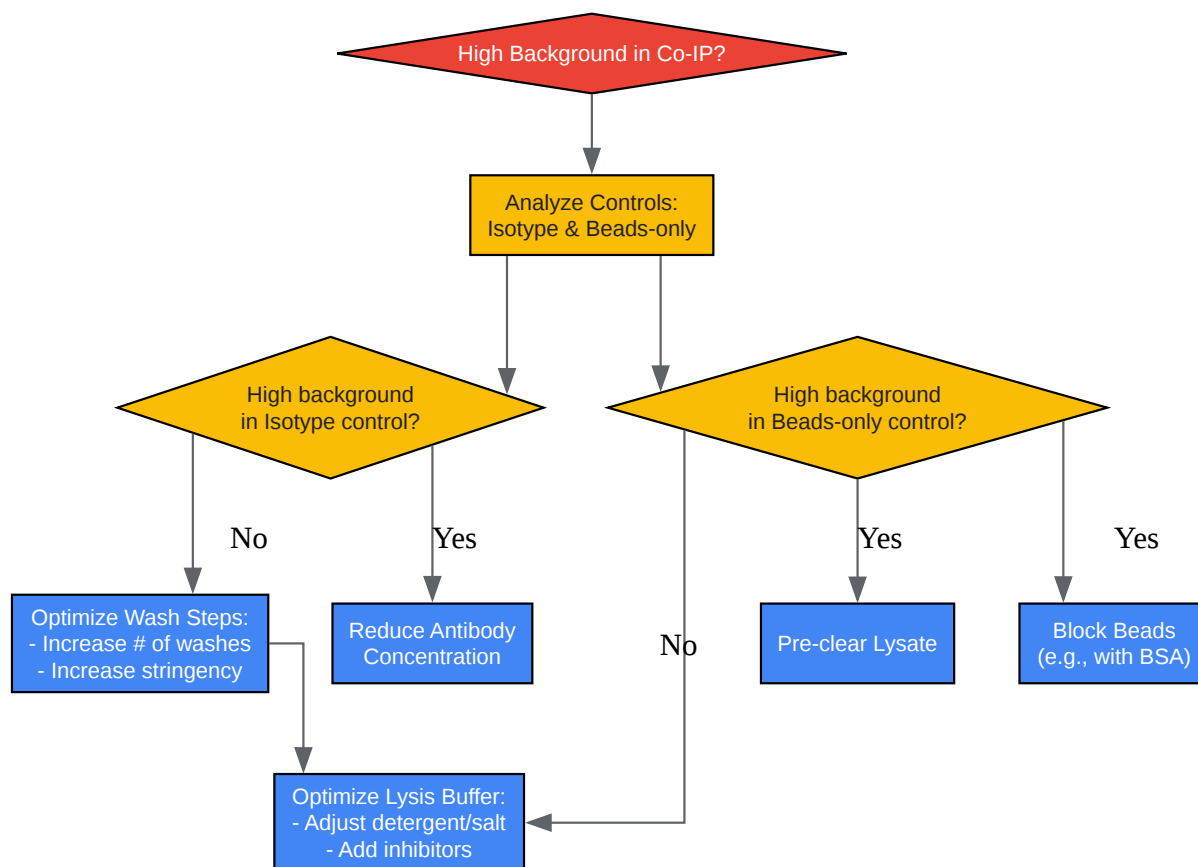 High Background in Co-IP?
Analyze Controls:
Isotype & Beads-only
High background
in Isotype control?
High background
in Beads-only control?
No
Yes
Yes
Yes
Optimize Wash Steps:
- Increase # of washes
- Increase stringency
Reduce Antibody
Concentration
No
Pre-clear Lysate
Block Beads
(e.g., with BSA)
Optimize Lysis Buffer:
- Adjust detergent/salt
- Add inhibitors